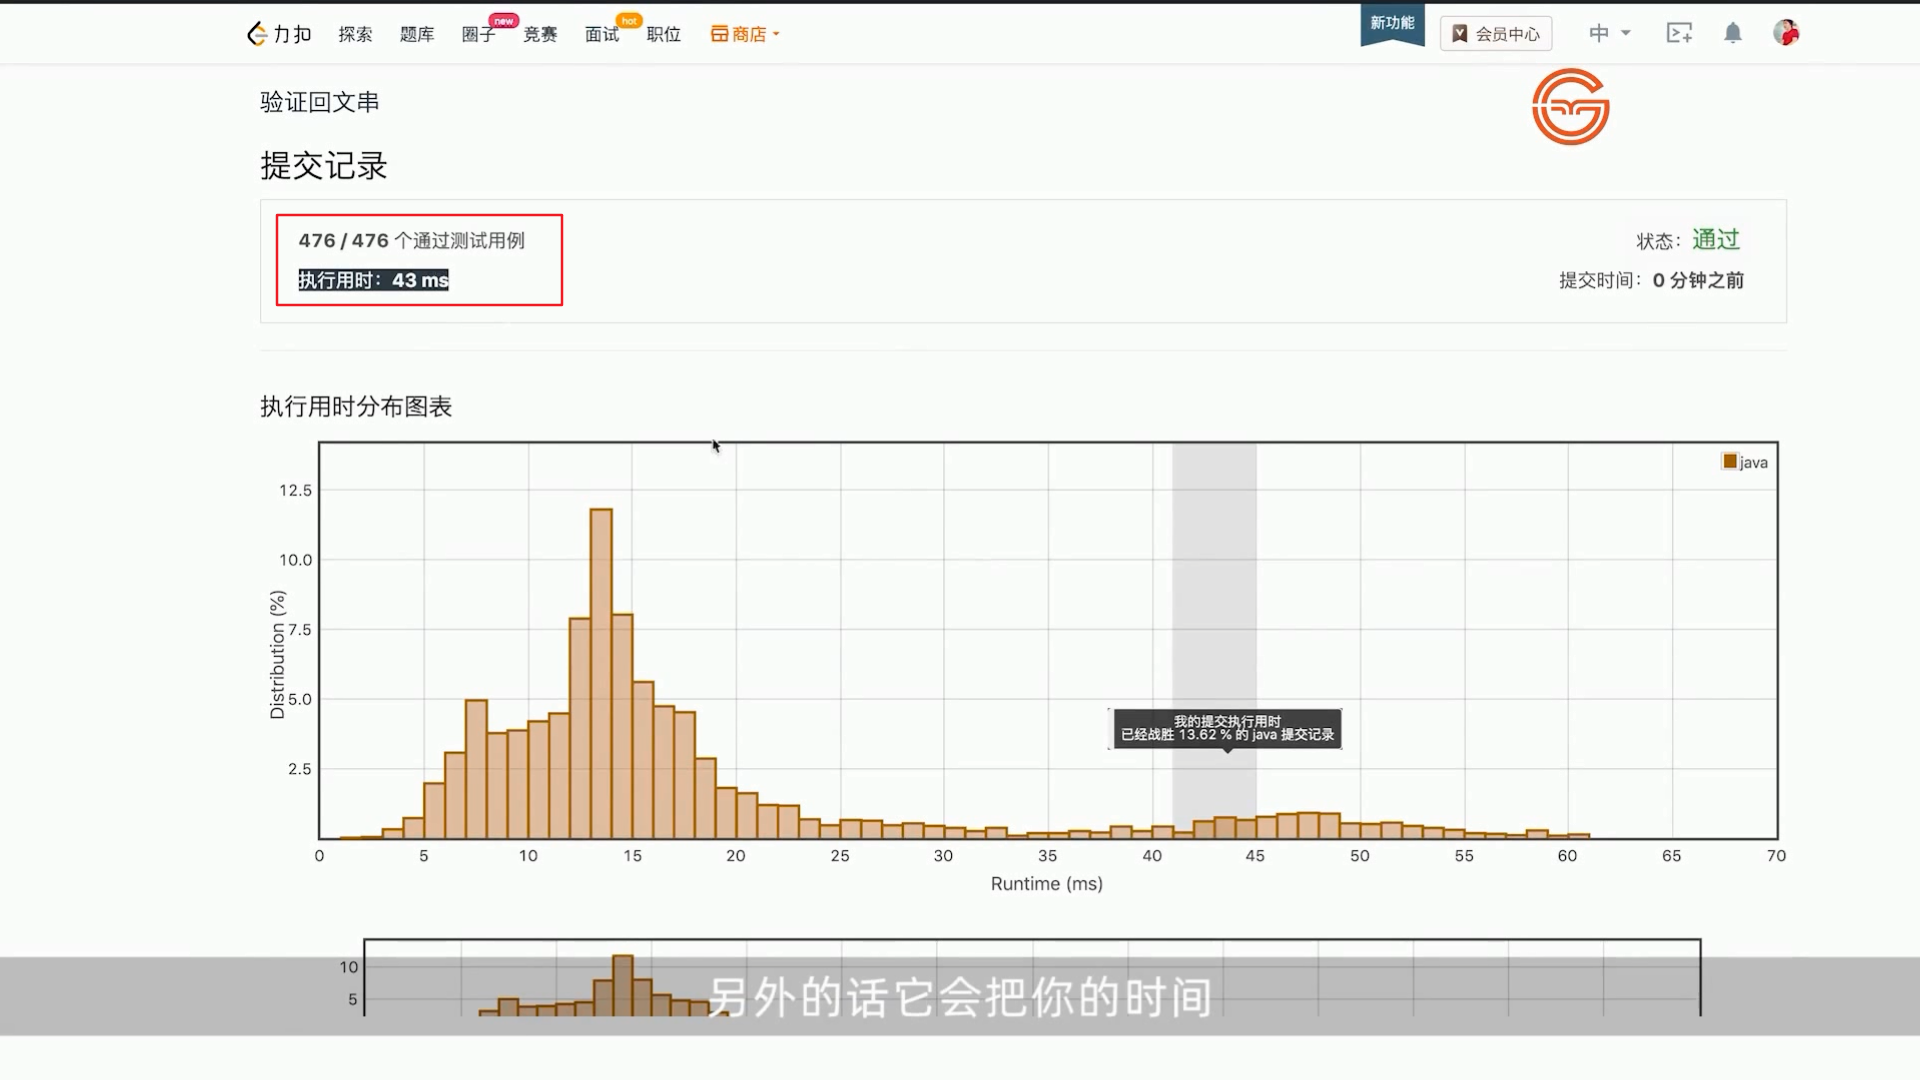 力扣 探索 题库 圈子 new 竞赛 面试 hot 职位 商店 新功能 会员中心 中
验证回文串
提交记录
476 / 476 个通过测试用例
状态：通过
执行用时：43 ms
提交时间：0 分钟之前
执行用时分布图表
java
12.5
10.0
7.5
5.0
2.5
Distribution (%)
我的提交执行用时
已经战胜 13.62 % 的 java 提交记录
0 5 10 15 20 25 30 35 40 45 50 55 60 65 70
Runtime (ms)
10
5
另外的话它会把你的时间